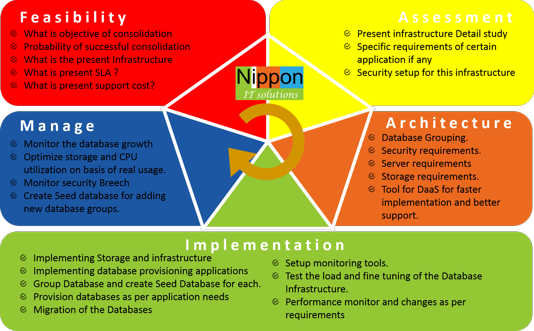 Feasibility
What is objective of consolidation
Probability of successful consolidation
What is the present Infrastructure
What is present SLA ?
What is present support cost?
Assessment
Present infrastructure Detail study
Specific requirements of certain
application if any
Security setup for this infrastructure
Nippon
IT solutions
Manage
Monitor the database growth
Optimize storage and CPU
utilization on basis of real usage.
Monitor security Breech
Create Seed database for adding
new database groups.
Architecture
Database Grouping.
Security requirements.
Server requirements
Storage requirements.
Tool for DaaS for faster
implementation and better
support.
Implementation
Implementing Storage and infrastructure
Implementing database provisioning applications
Group Database and create Seed Database for each.
Provision databases as per application needs
Migration of the Databases
Setup monitoring tools.
Test the load and fine tuning of the Database
Infrastructure.
Performance monitor and changes as per
requirements